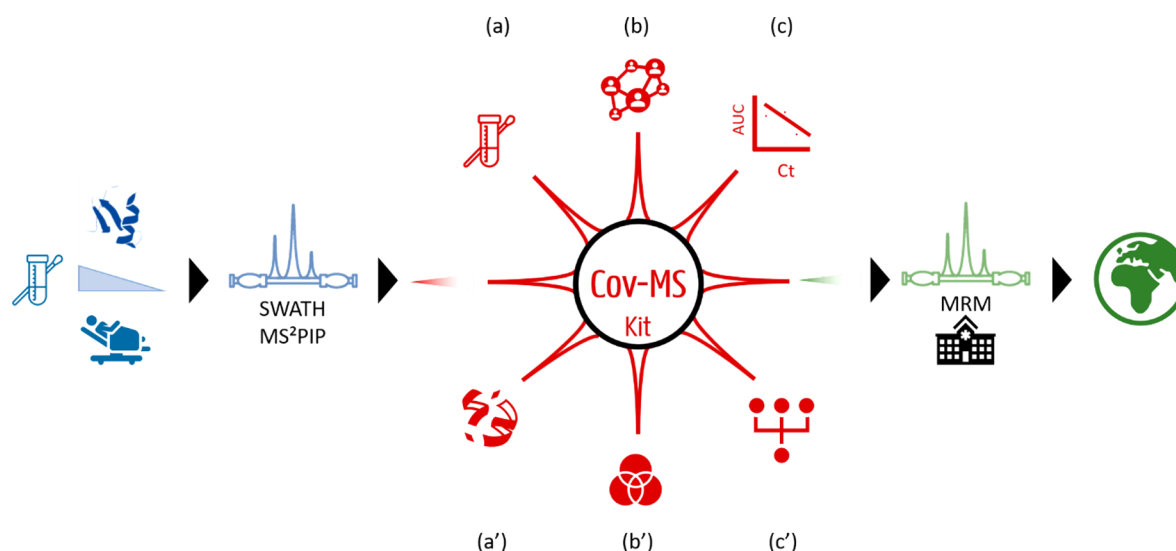 (a)
(b)
(c)
AUC
Ct
SWATH
MS²PIP
Cov-MS
Kit
MRM
(a')
(b')
(c')